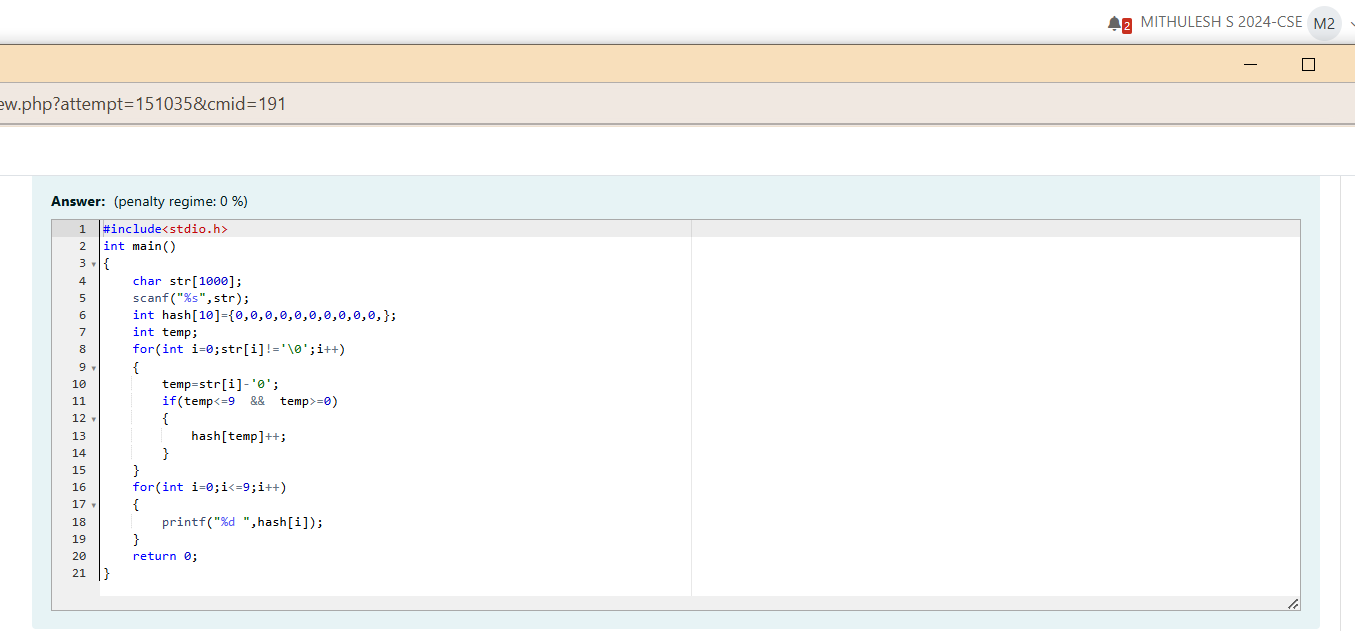 2 MITHULESH S 2024-CSE M2
ew.php?attempt=151035&cmid=191
Answer: (penalty regime: 0 %)
1 #include<stdio.h>
2 int main()
3 {
4 char str[1000];
5 scanf("%s",str);
6 int hash[10]={0,0,0,0,0,0,0,0,0,0,};
7 int temp;
8 for(int i=0;str[i]!='\0';i++)
9 {
10 temp=str[i]-'0';
11 if(temp<=9 && temp>=0)
12 {
13 hash[temp]++;
14 }
15 }
16 for(int i=0;i<=9;i++)
17 {
18 printf("%d ",hash[i]);
19 }
20 return 0;
21 }